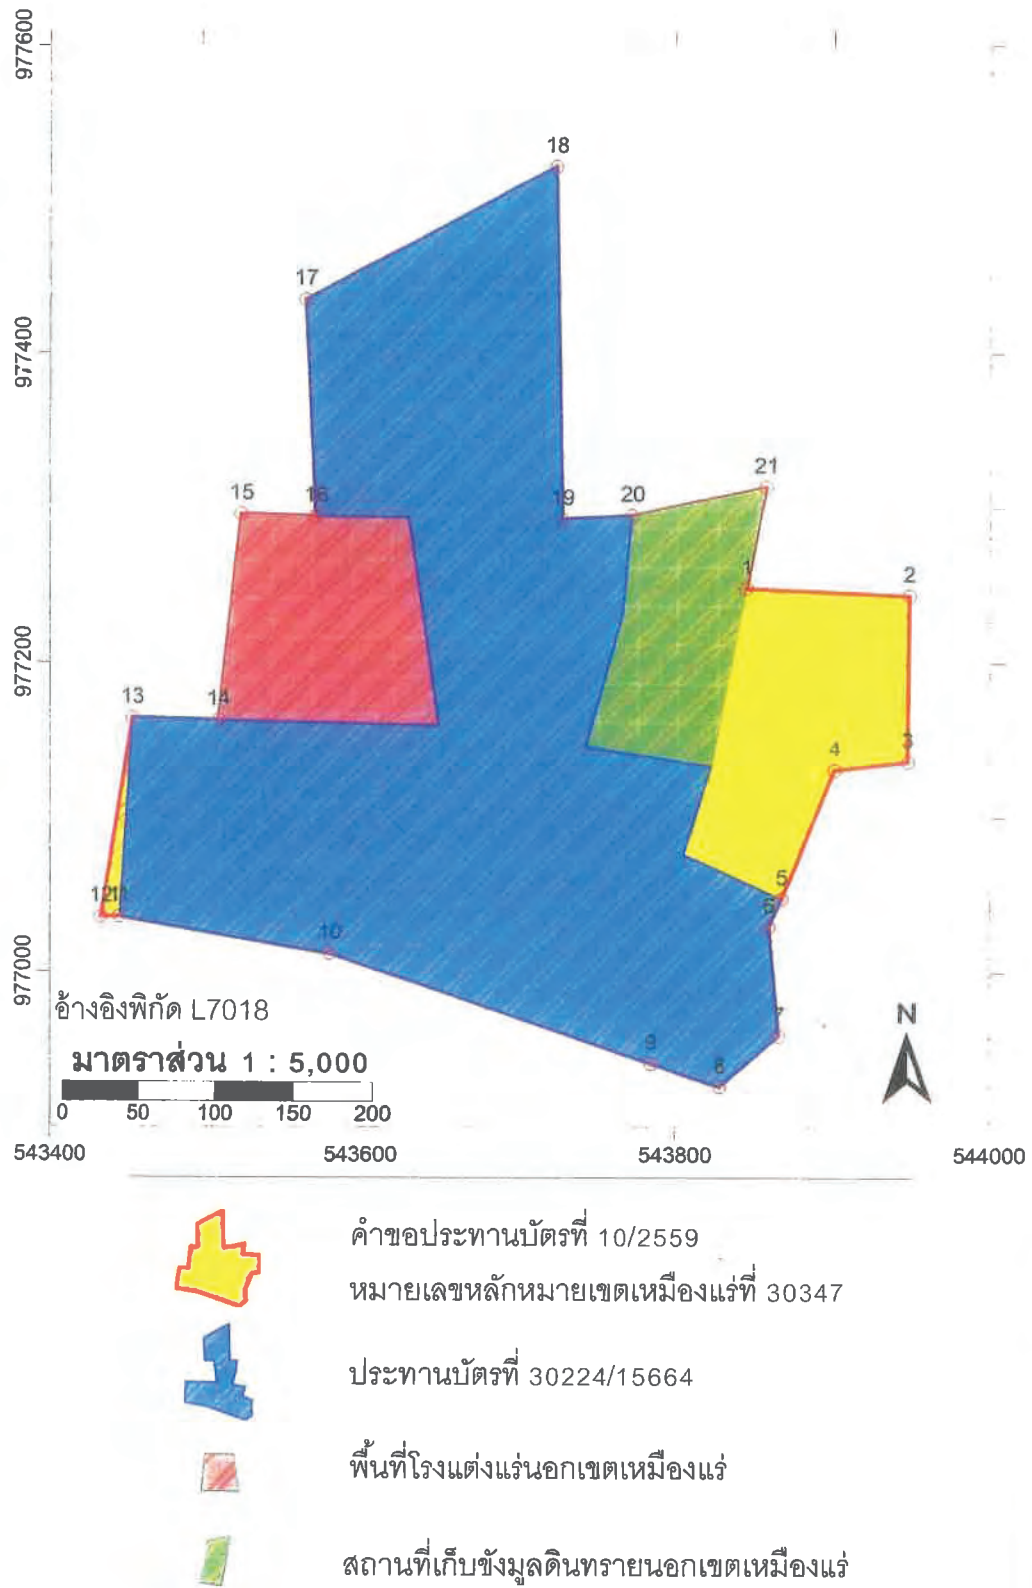 977600
18
17
977400
21
15
16
19
20
1
2
977200
13
14
4
3
5
12
11
6
10
977000
อ้างอิงพิกัด L7018
7
N
มาตราส่วน 1 : 5,000
9
8
0 50 100 150 200
543400 543600 543800 544000
คำขอประทานบัตรที่ 10/2559
หมายเลขหลักหมายเขตเหมืองแร่ที่ 30347
ประทานบัตรที่ 30224/15664
พื้นที่โรงแต่งแร่นอกเขตเหมืองแร่
สถานที่เก็บขังมูลดินทรายนอกเขตเหมืองแร่